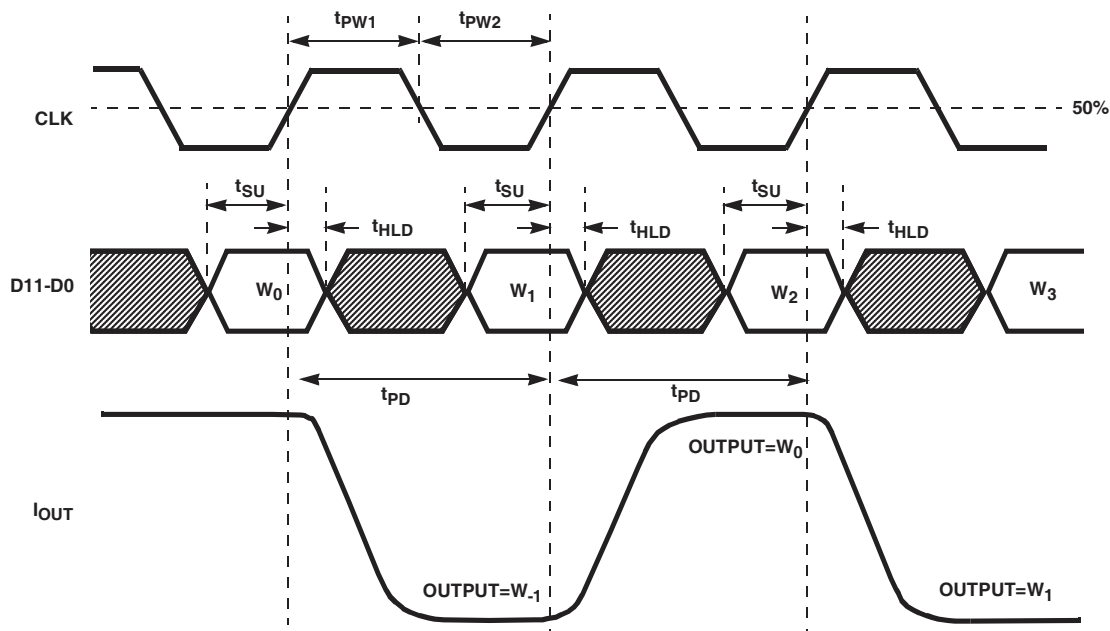 tPW1 tPW2
CLK
50%
tSU tSU tSU
tHLD tHLD tHLD
D11-D0
W0 W1 W2 W3
tPD tPD
OUTPUT=W0
IOUT
OUTPUT=W-1 OUTPUT=W1